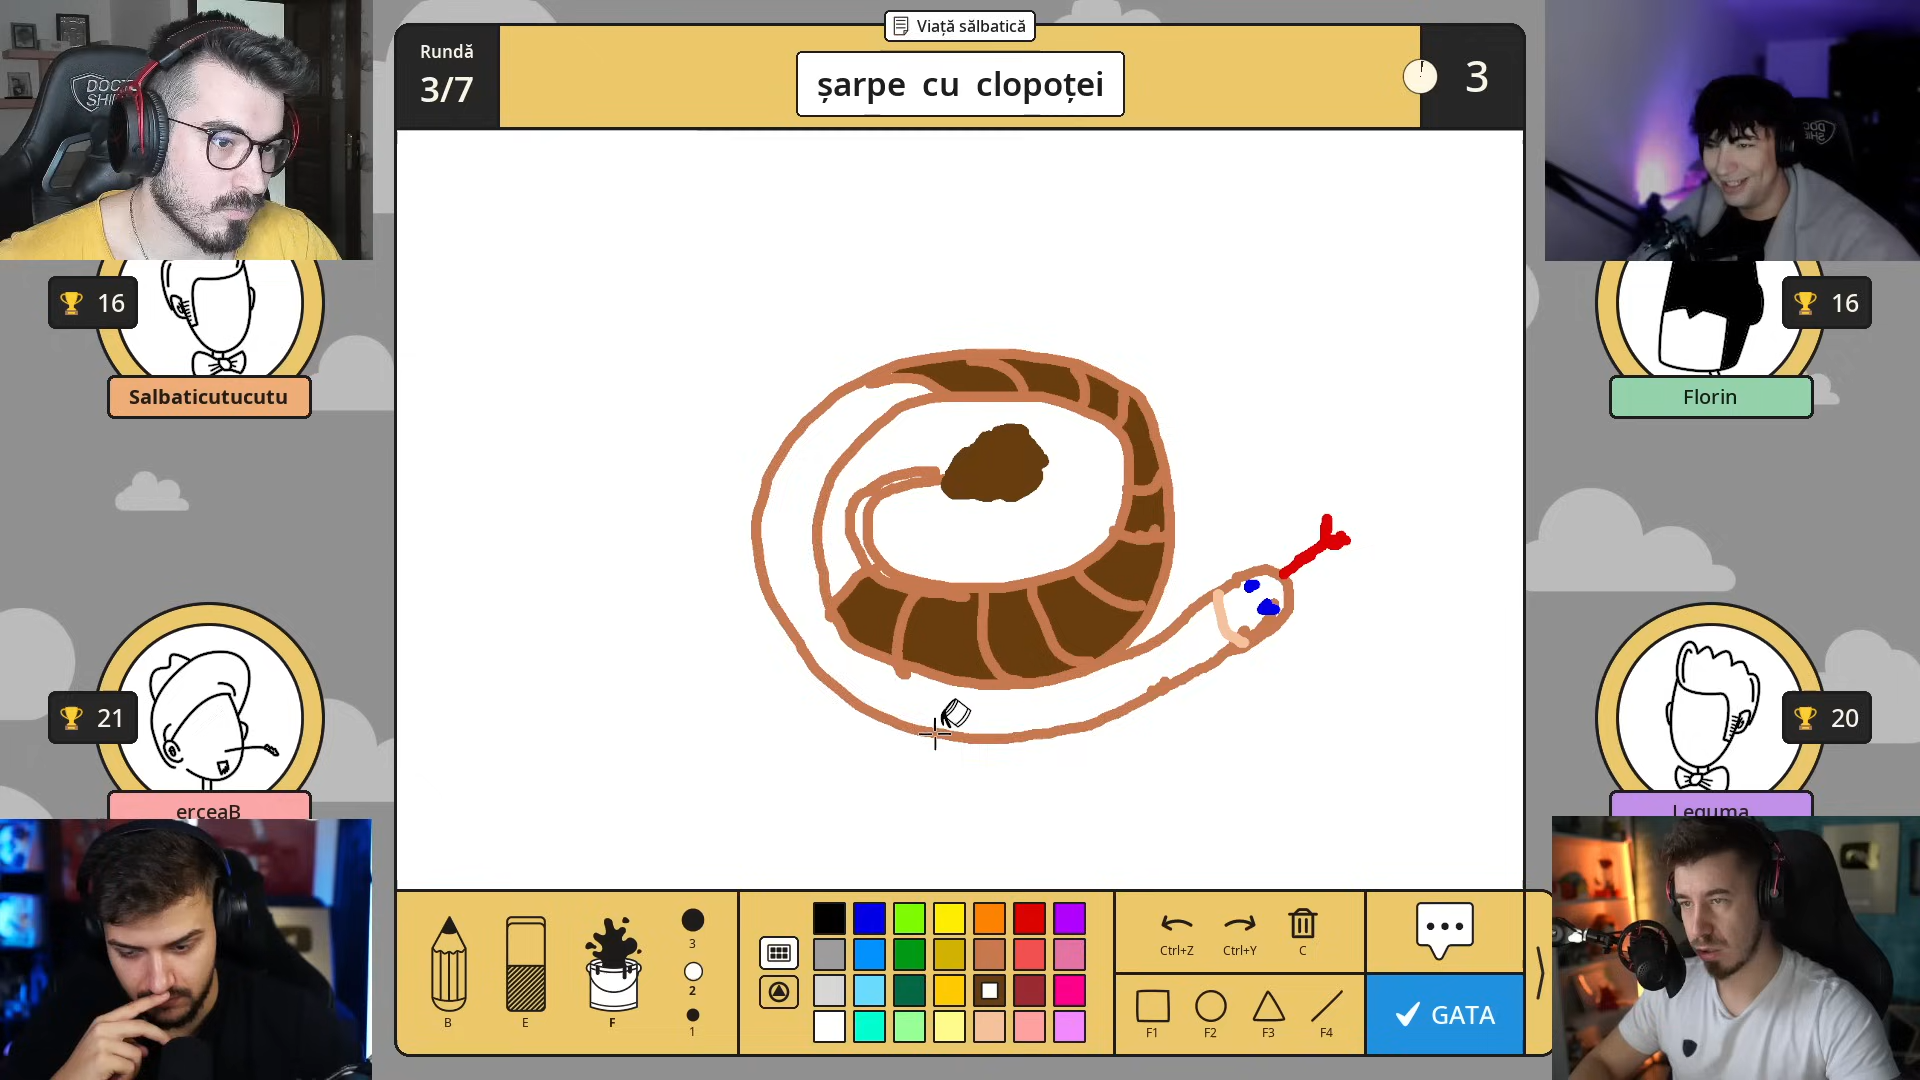 Viață sălbatică
Rundă
3/7
șarpe cu clopoței
3
16
Salbaticutucutu
16
Florin
21
erceaB
20
Leguma
B
E
F
3
2
1
Ctrl+Z
Ctrl+Y
C
F1
F2
F3
F4
GATA